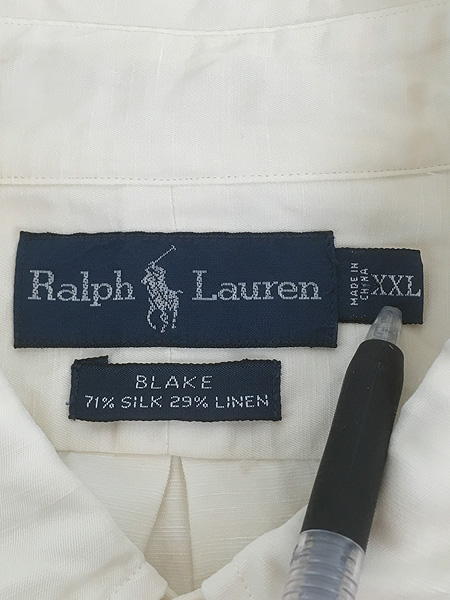 Ralph Lauren
MADE IN
CHINA
XXL
BLAKE
71% SILK 29% LINEN